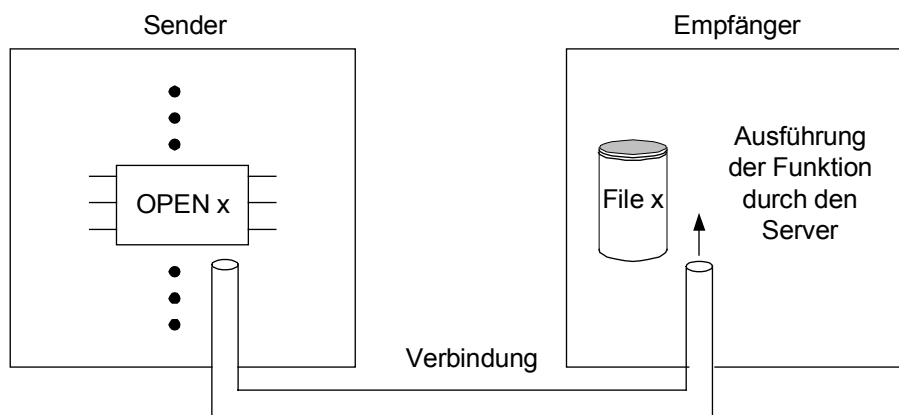 Sender
Empfänger
OPEN x
File x
Ausführung
der Funktion
durch den
Server
Verbindung